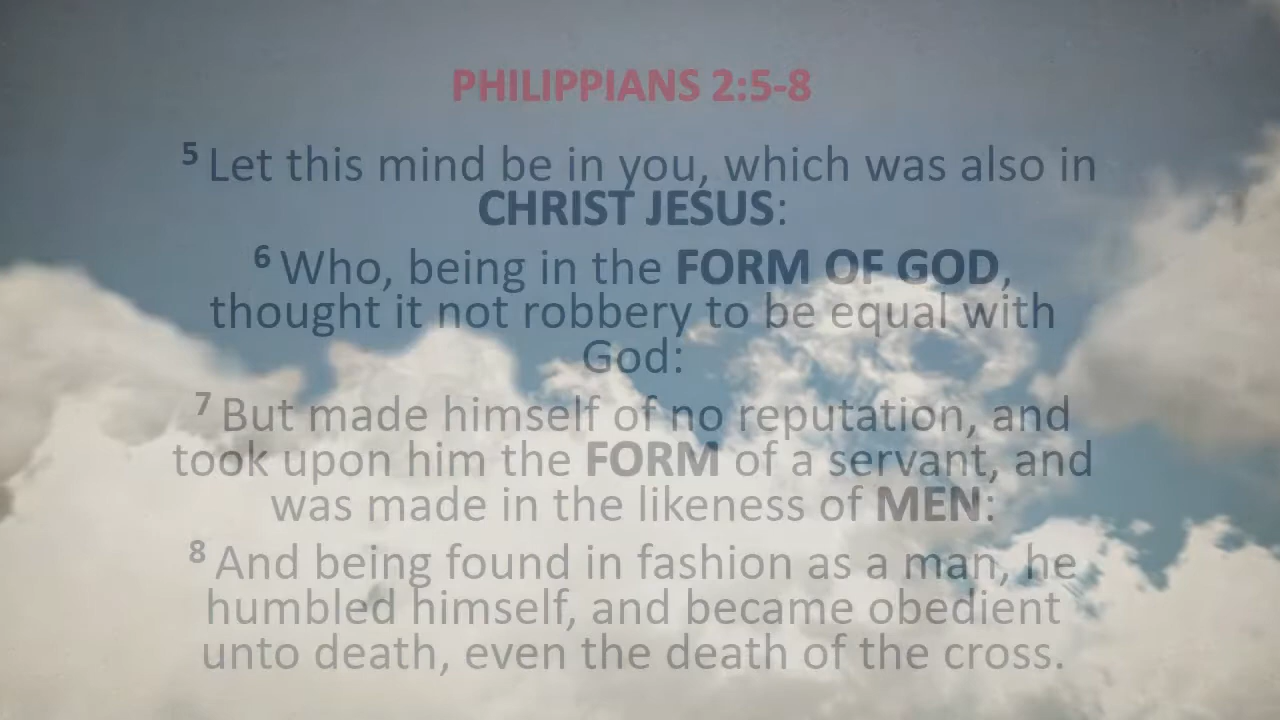 PHILIPPIANS 2:5-8
5 Let this mind be in you, which was also in
CHRIST JESUS:
6 Who, being in the FORM OF GOD,
thought it not robbery to be equal with
God:
7 But made himself of no reputation, and
took upon him the FORM of a servant, and
was made in the likeness of MEN:
8 And being found in fashion as a man, he
humbled himself, and became obedient
unto death, even the death of the cross.